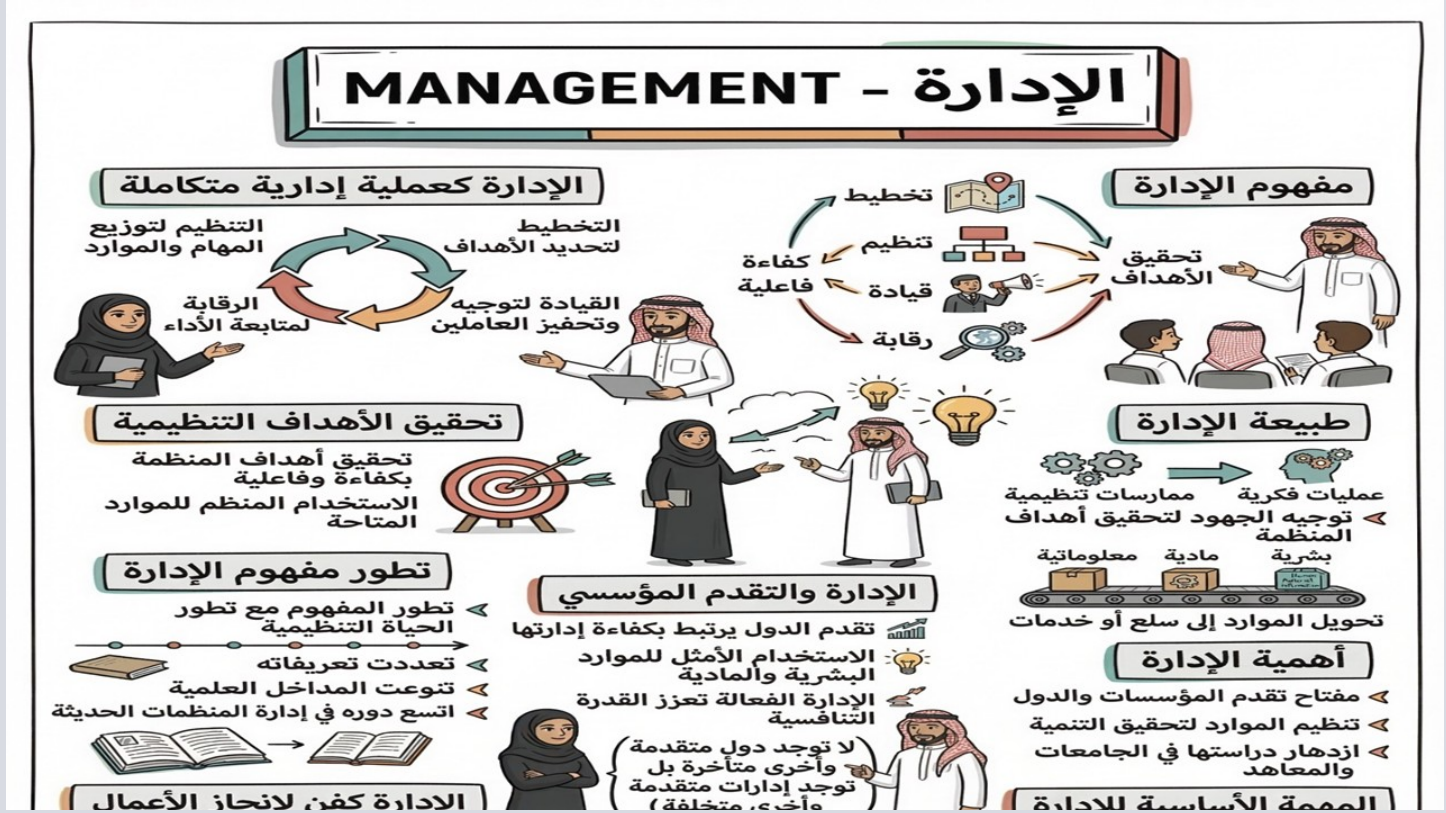 الإدارة - MANAGEMENT
مفهوم الإدارة
تحقيق
الأهداف
تخطيط
تنظيم
قيادة
رقابة
كفاءة
فاعلية
الإدارة كعملية إدارية متكاملة
التخطيط
لتحديد الأهداف
التنظيم لتوزيع
المهام والموارد
القيادة لتوجيه
وتحفيز العاملين
الرقابة
لمتابعة الأداء
طبيعة الإدارة
عمليات فكرية
ممارسات تنظيمية
توجيه الجهود لتحقيق أهداف
المنظمة
بشرية
مادية
معلوماتية
تحويل الموارد إلى سلع أو خدمات
تحقيق الأهداف التنظيمية
تحقيق أهداف المنظمة
بكفاءة وفاعلية
الاستخدام المنظم للموارد
المتاحة
أهمية الإدارة
مفتاح تقدم المؤسسات والدول
تنظيم الموارد لتحقيق التنمية
ازدهار دراستها في الجامعات
والمعاهد
الإدارة والتقدم المؤسسي
تقدم الدول يرتبط بكفاءة إدارتها
الاستخدام الأمثل للموارد
البشرية والمادية
الإدارة الفعالة تعزز القدرة
التنافسية
(لا توجد دول متقدمة
وأخرى متأخرة بل
توجد إدارات متقدمة
وأخرى متخلفة)
تطور مفهوم الإدارة
تطور المفهوم مع تطور
الحياة التنظيمية
تعددت تعريفاته
تنوعت المداخل العلمية
اتسع دوره في إدارة المنظمات الحديثة
المهمة الأساسية للإدارة
الإدارة كفن لإنجاز الأعمال